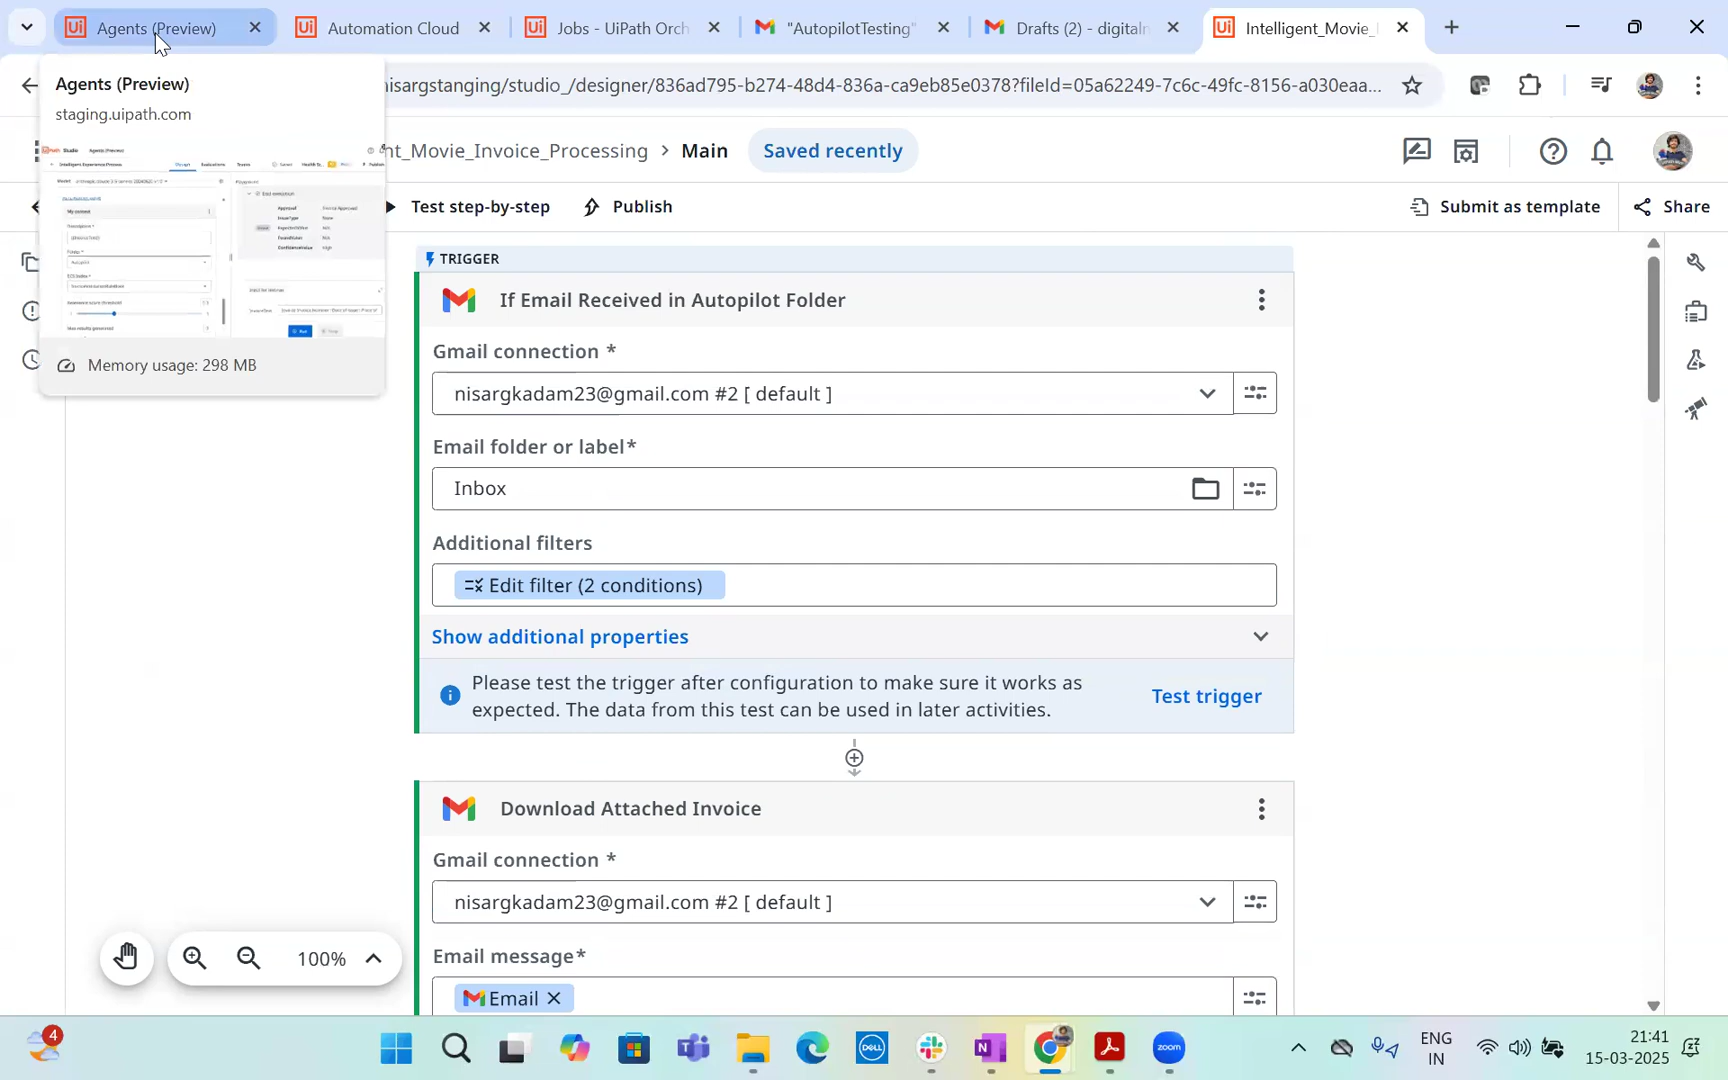 Agents (Preview)
Automation Cloud
Jobs - UiPath Orch
"AutopilotTesting"
Drafts (2) - digitaln
Intelligent_Movie_
nisargstanging/studio_/designer/836ad795-b274-48d4-836a-ca9eb85e0378?fileId=05a62249-7c6c-49fc-8156-a030eaa...
Agents (Preview)
staging.uipath.com
Memory usage: 298 MB
nt_Movie_Invoice_Processing > Main
Saved recently
Test step-by-step
Publish
Submit as template
Share
TRIGGER
If Email Received in Autopilot Folder
Gmail connection *
nisargkadam23@gmail.com #2 [ default ]
Email folder or label*
Inbox
Additional filters
Edit filter (2 conditions)
Show additional properties
Please test the trigger after configuration to make sure it works as
expected. The data from this test can be used in later activities.
Test trigger
Download Attached Invoice
Gmail connection *
nisargkadam23@gmail.com #2 [ default ]
Email message*
Email
100%
4
DELL
zoom
ENG
IN
21:41
15-03-2025